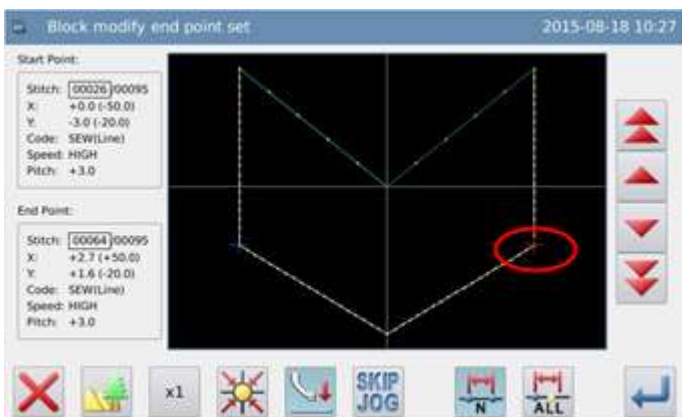 Block modify end point set 2015-08-18 10:27
Start Point:
Stitch: 00026/00095
X: +0.0 (-50.0)
Y: -3.0 (-20.0)
Code: SEW(Line)
Speed: HIGH
Pitch: +3.0
End Point:
Stitch: 00064/00095
X: +2.7 (+50.0)
Y: +1.6 (-20.0)
Code: SEW(Line)
Speed: HIGH
Pitch: +3.0
x1
SKIP
JOG
N
ALL